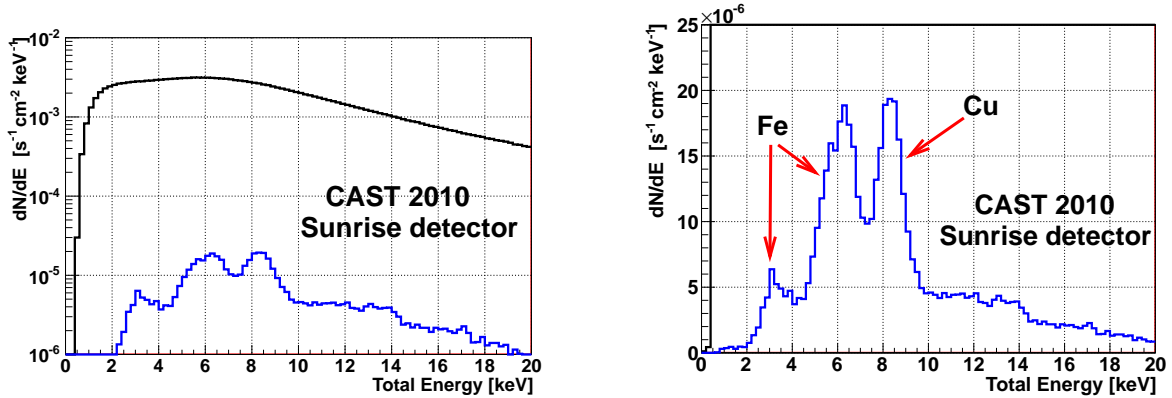 dN/dE [s⁻¹ cm⁻² keV⁻¹]
10⁻²
10⁻³
10⁻⁴
10⁻⁵
10⁻⁶
CAST 2010
Sunrise detector
0 2 4 6 8 10 12 14 16 18 20
Total Energy [keV]
×10⁻⁶
dN/dE [s⁻¹ cm⁻² keV⁻¹]
25
20
15
10
5
0
Fe
Cu
CAST 2010
Sunrise detector
0 2 4 6 8 10 12 14 16 18 20
Total Energy [keV]